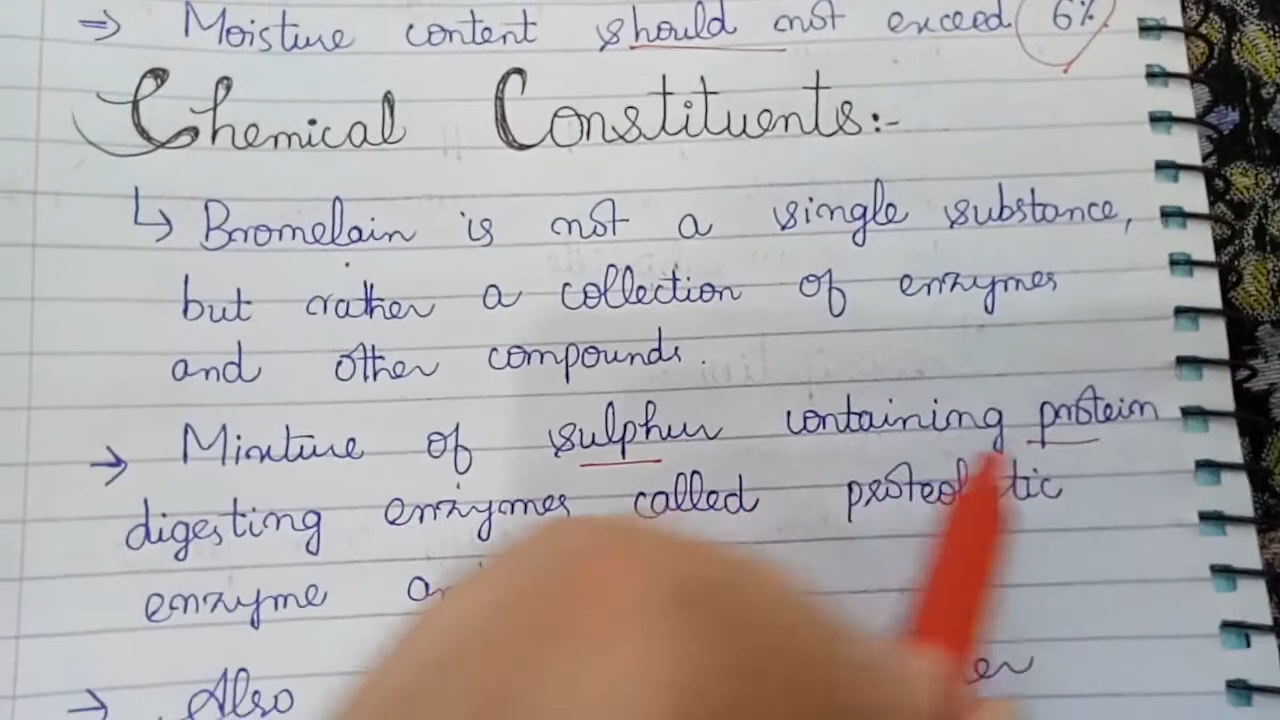 ⇒ Moisture content should not exceed 6%
Chemical Constituents:-
↳ Bromelain is not a single substance,
but rather a collection of enzymes
and other compounds.
→ Mixture of sulphur containing protein
digesting enzymes called
enzyme
→ Also